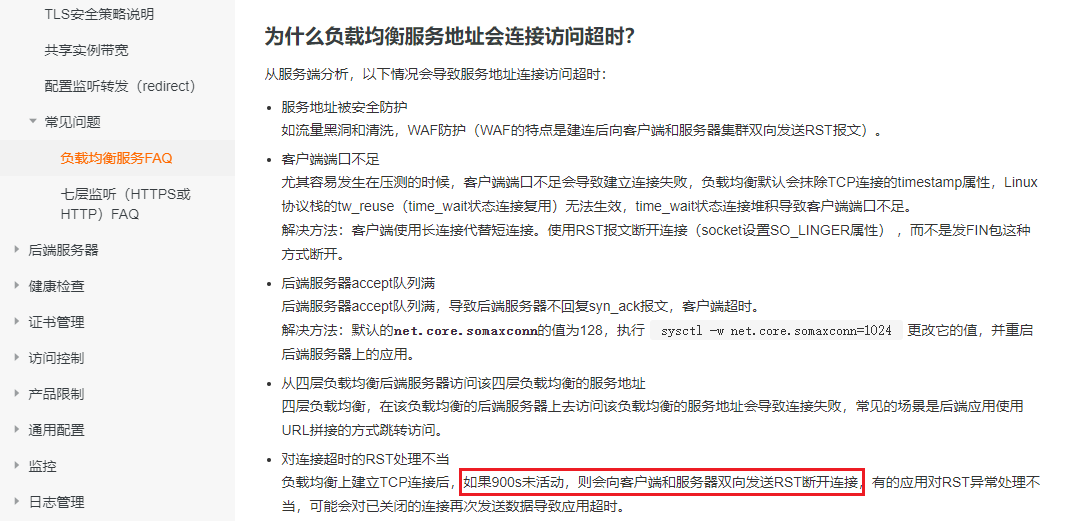 TLS安全策略说明
共享实例带宽
配置监听转发（redirect）
常见问题
负载均衡服务FAQ
七层监听（HTTPS或
HTTP）FAQ
后端服务器
健康检查
证书管理
访问控制
产品限制
通用配置
监控
日志管理
为什么负载均衡服务地址会连接访问超时？
从服务端分析，以下情况会导致服务地址连接访问超时：
服务地址被安全防护
如流量黑洞和清洗，WAF防护（WAF的特点是建连后向客户端和服务器集群双向发送RST报文）。
客户端端口不足
尤其容易发生在压测的时候，客户端端口不足会导致建立连接失败，负载均衡默认会抹除TCP连接的timestamp属性，Linux
协议栈的tw_reuse（time_wait状态连接复用）无法生效，time_wait状态连接堆积导致客户端端口不足。
解决方法：客户端使用长连接代替短连接。使用RST报文断开连接（socket设置SO_LINGER属性） ，而不是发FIN包这种
方式断开。
后端服务器accept队列满
后端服务器accept队列满，导致后端服务器不回复syn_ack报文，客户端超时。
解决方法：默认的net.core.somaxconn的值为128，执行 sysctl -w net.core.somaxconn=1024 更改它的值，并重启
后端服务器上的应用。
从四层负载均衡后端服务器访问该四层负载均衡的服务地址
四层负载均衡，在该负载均衡的后端服务器上去访问该负载均衡的服务地址会导致连接失败，常见的场景是后端应用使用
URL拼接的方式跳转访问。
对连接超时的RST处理不当
负载均衡上建立TCP连接后，如果900s未活动，则会向客户端和服务器双向发送RST断开连接，有的应用对RST异常处理不
当，可能会对已关闭的连接再次发送数据导致应用超时。